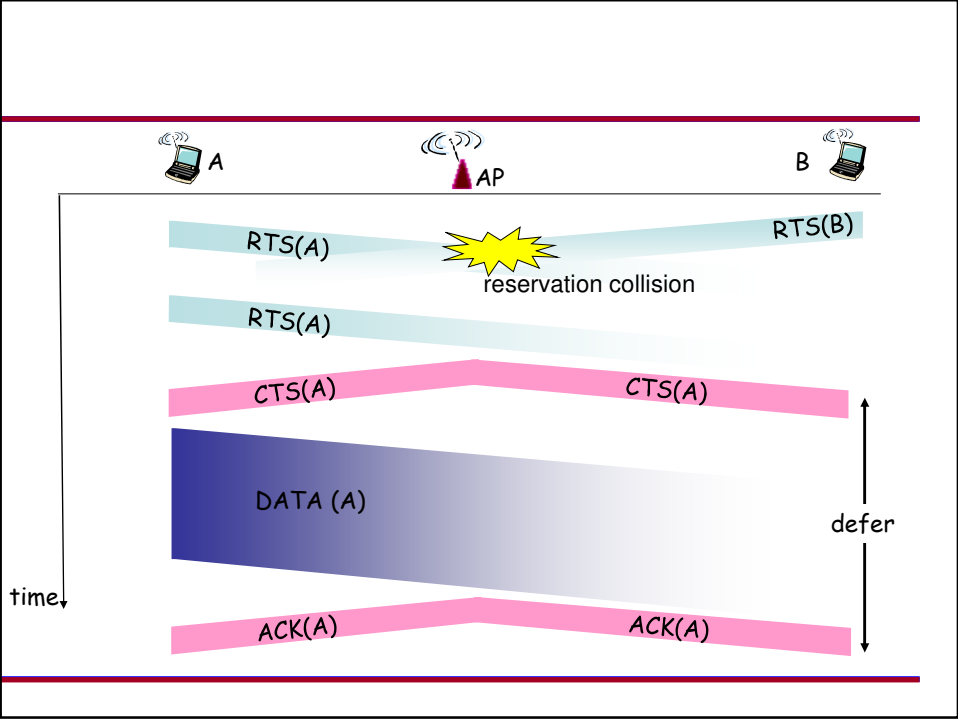 A
AP
B
RTS(A)
RTS(B)
reservation collision
RTS(A)
CTS(A)
CTS(A)
DATA (A)
defer
time
ACK(A)
ACK(A)